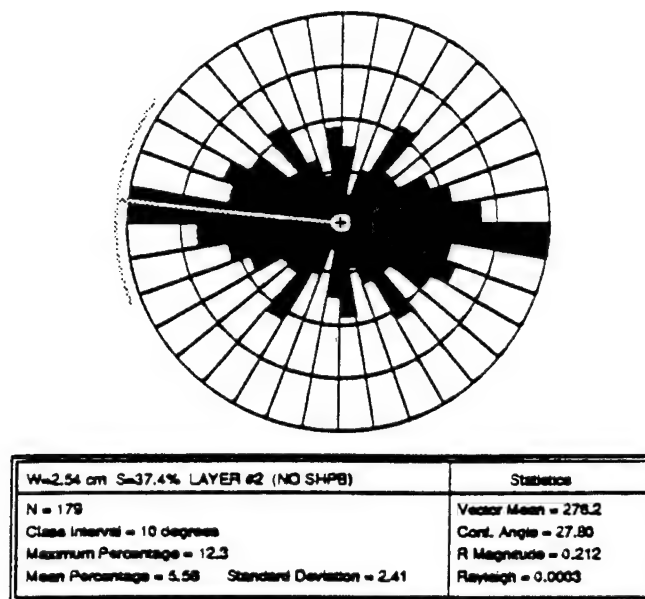 W=2.54 cm S=37.4% LAYER #2 (NO SHPB)
Statistics
N = 179
Class Interval = 10 degrees
Maximum Percentage = 12.3
Mean Percentage = 5.56 Standard Deviation = 2.41
Vector Mean = 276.2
Conf. Angle = 27.80
R Magnitude = 0.212
Rayleigh = 0.0003